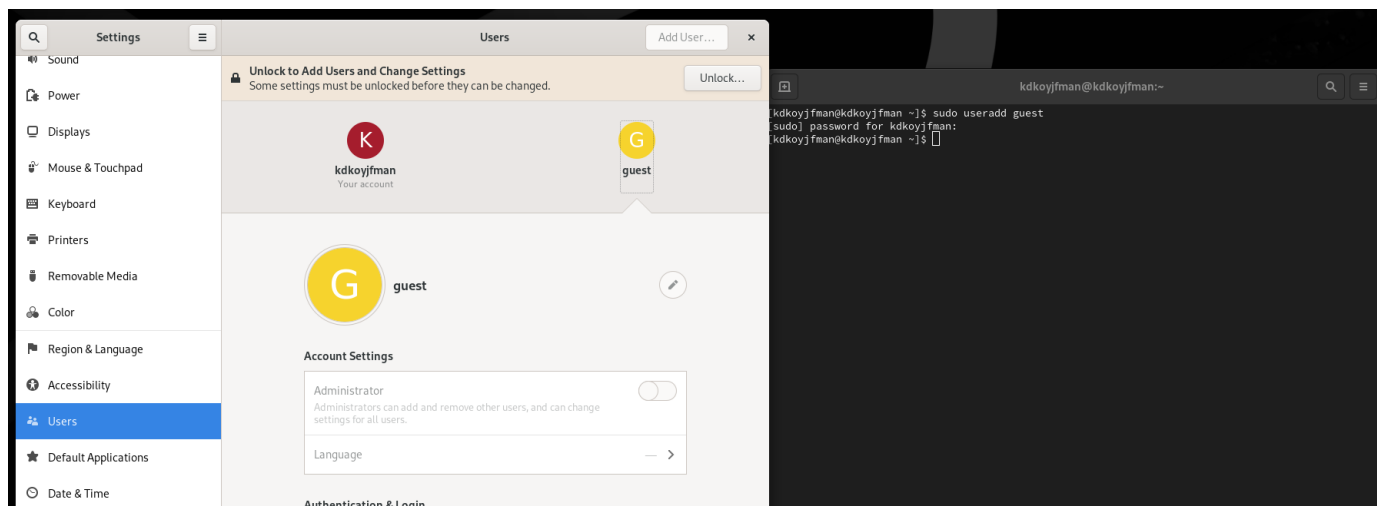 Settings
Users
Add User…
Sound
Power
Displays
Mouse & Touchpad
Keyboard
Printers
Removable Media
Color
Region & Language
Accessibility
Users
Default Applications
Date & Time
Unlock to Add Users and Change Settings
Some settings must be unlocked before they can be changed.
Unlock…
K
kdkoyjfman
Your account
G
guest
G
guest
Account Settings
Administrator
Administrators can add and remove other users, and can change
settings for all users.
Language
—
Authentication & Login
kdkoyjfman@kdkoyjfman:~
[kdkoyjfman@kdkoyjfman ~]$ sudo useradd guest
[sudo] password for kdkoyjfman:
[kdkoyjfman@kdkoyjfman ~]$